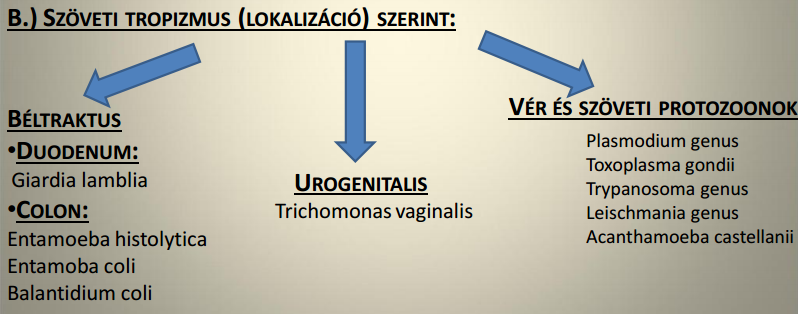 B.) SZÖVETI TROPIZMUS (LOKALIZÁCIÓ) SZERINT:
BÉLTRAKTUS
•DUODENUM:
Giardia lamblia
•COLON:
Entamoeba histolytica
Entamoba coli
Balantidium coli
UROGENITALIS
Trichomonas vaginalis
VÉR ÉS SZÖVETI PROTOZOONOK
Plasmodium genus
Toxoplasma gondii
Trypanosoma genus
Leischmania genus
Acanthamoeba castellanii